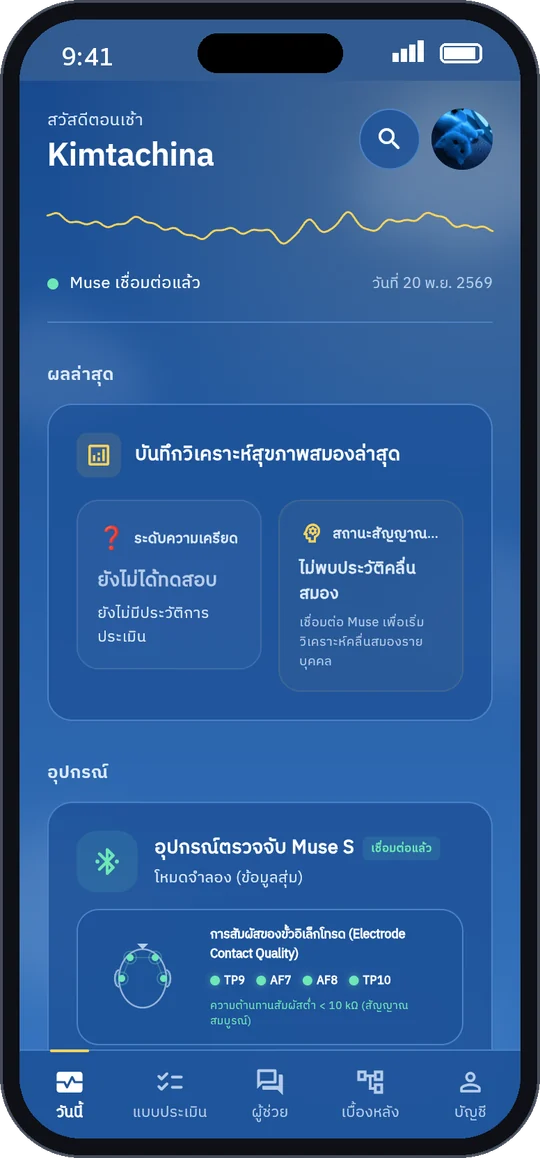 9:41
สวัสดีตอนเช้า
Kimtachina
Muse เชื่อมต่อแล้ว
วันที่ 20 พ.ย. 2569
ผลล่าสุด
บันทึกวิเคราะห์สุขภาพสมองล่าสุด
❓ ระดับความเครียด
ยังไม่ได้ทดสอบ
ยังไม่มีประวัติการ
ประเมิน
สถานะสัญญาณ...
ไม่พบประวัติคลื่น
สมอง
เชื่อมต่อ Muse เพื่อเริ่ม
วิเคราะห์คลื่นสมองราย
บุคคล
อุปกรณ์
อุปกรณ์ตรวจจับ Muse S เชื่อมต่อแล้ว
โหมดจำลอง (ข้อมูลสุ่ม)
การสัมผัสของขั้วอิเล็กโทรด (Electrode
Contact Quality)
TP9 AF7 AF8 TP10
ความต้านทานสัมผัสต่ำ < 10 kΩ (สัญญาณ
สมบูรณ์)
วันนี้ แบบประเมิน ผู้ช่วย เบื้องหลัง บัญชี